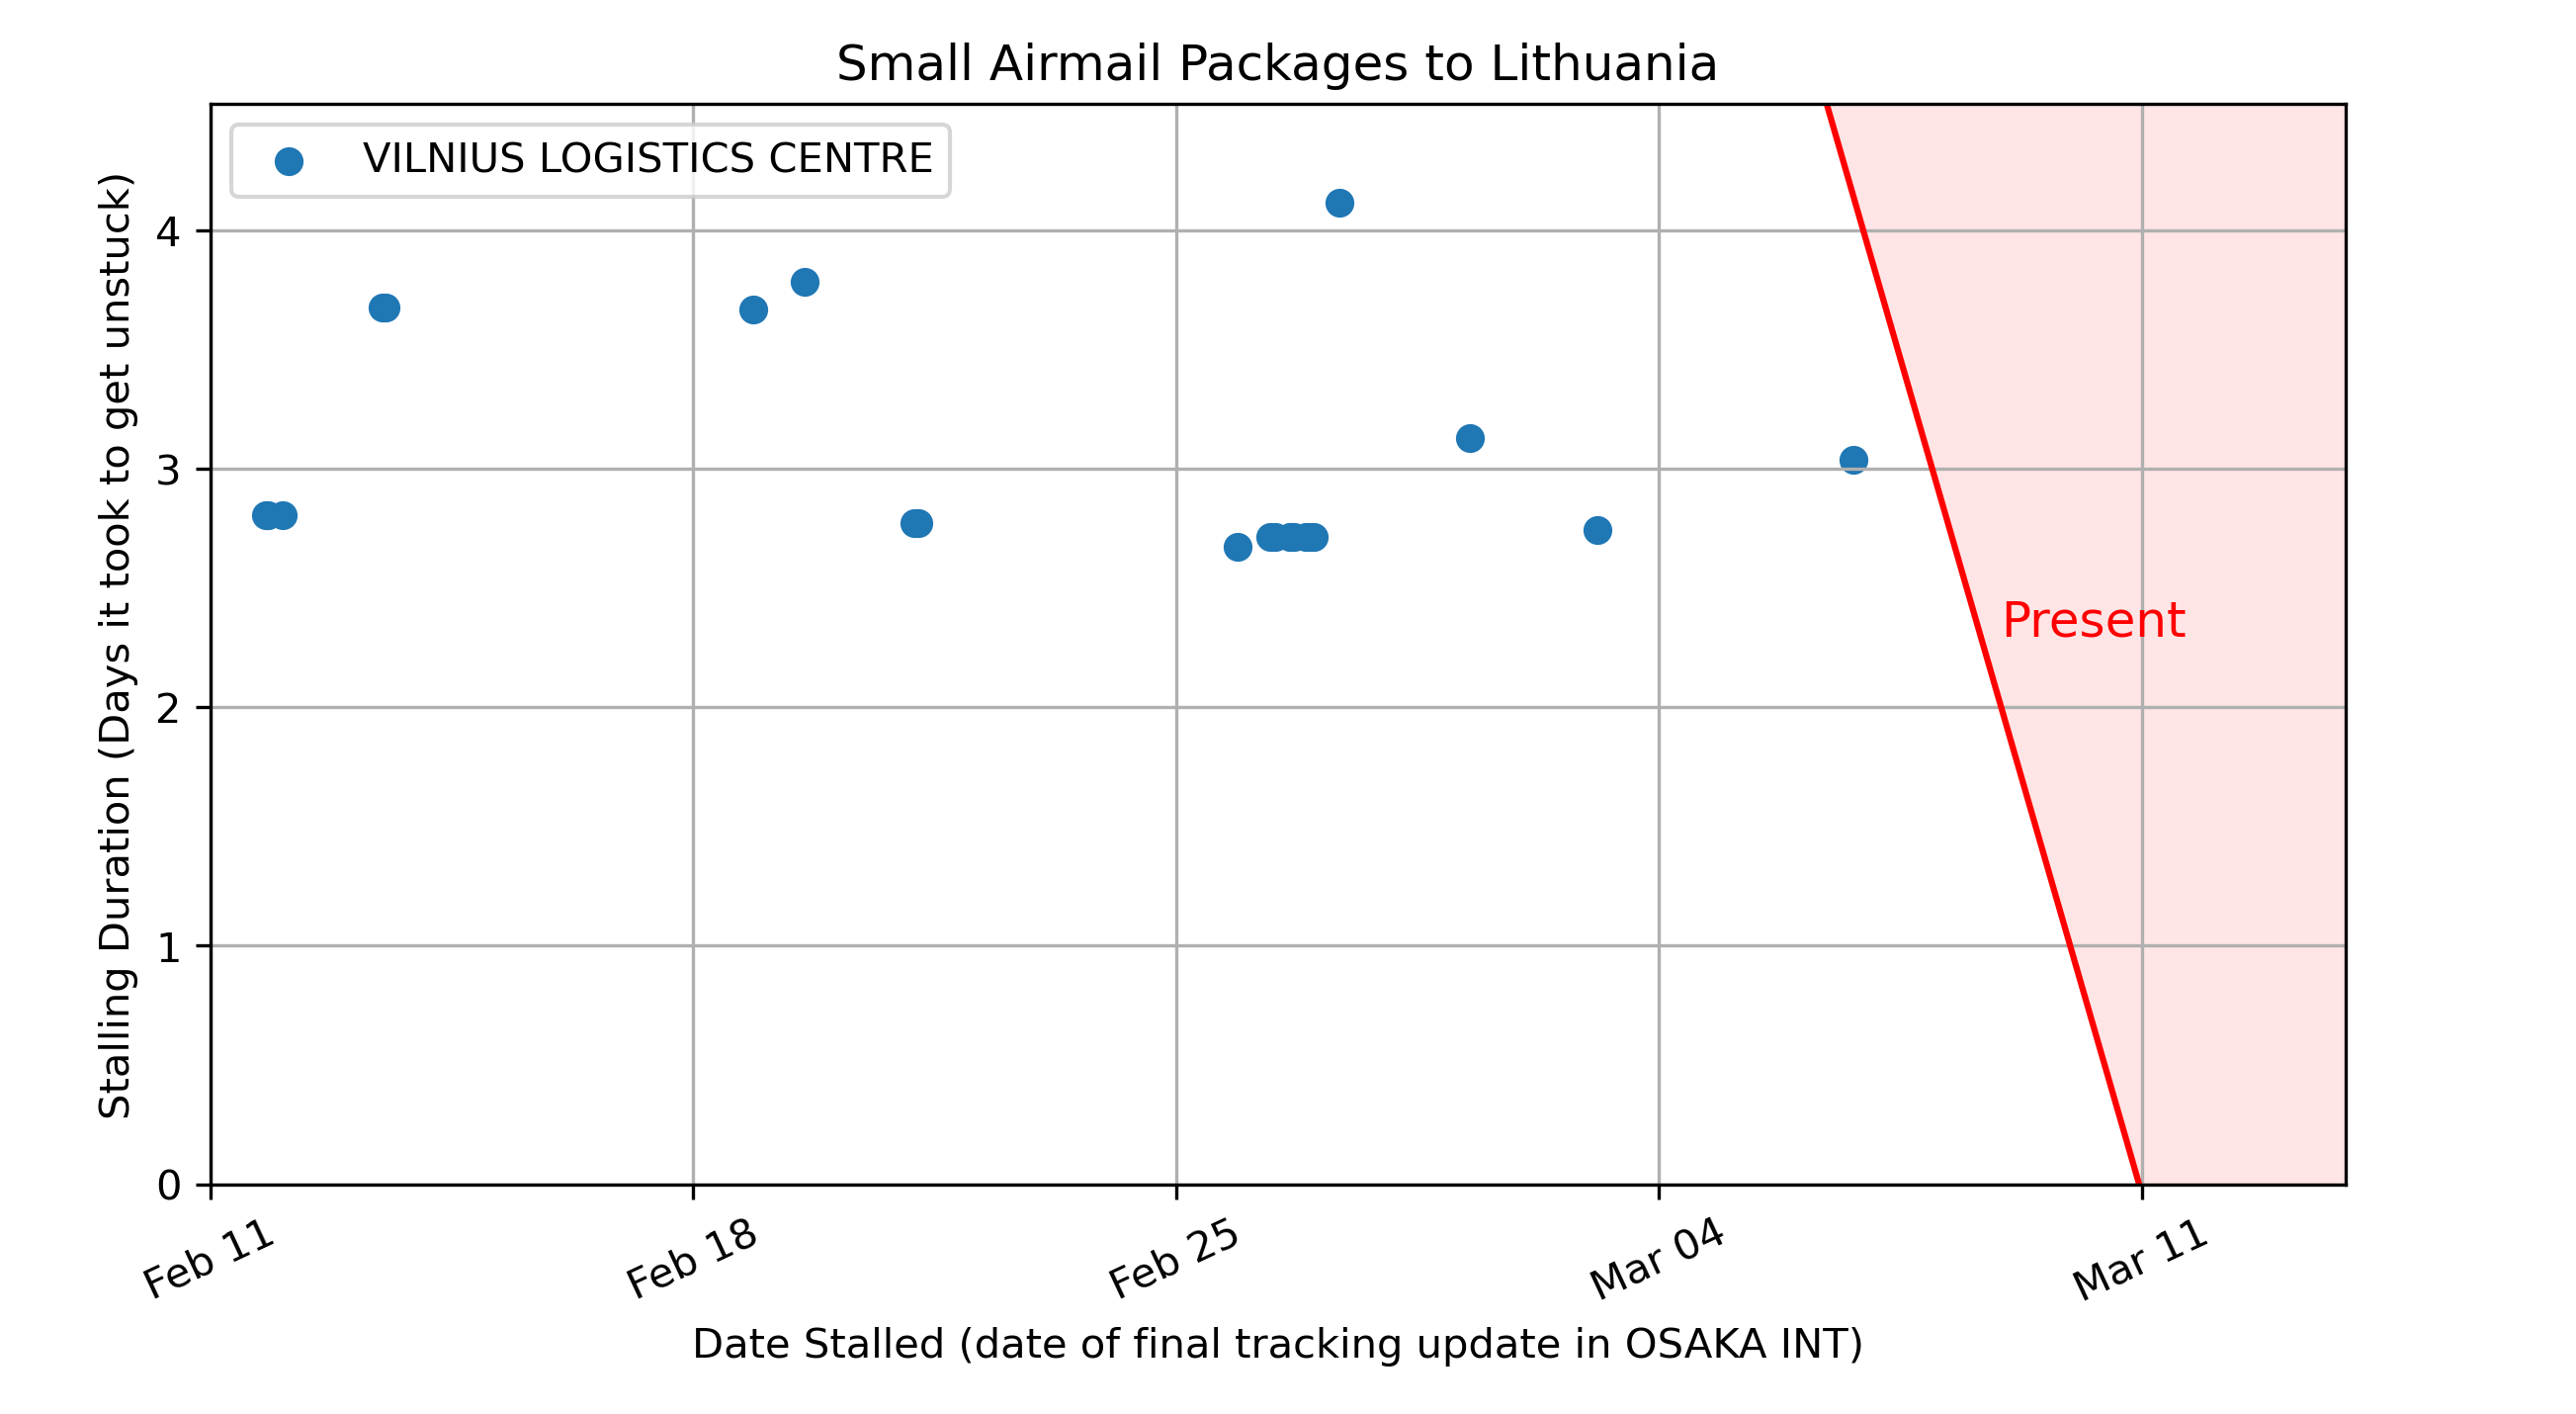 Small Airmail Packages to Lithuania
VILNIUS LOGISTICS CENTRE
Stalling Duration (Days it took to get unstuck)
4
3
2
1
0
Present
Feb 11
Feb 18
Feb 25
Mar 04
Mar 11
Date Stalled (date of final tracking update in OSAKA INT)